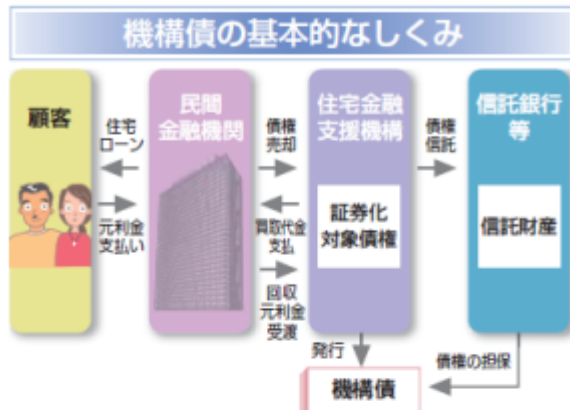 機構債の基本的なしくみ
顧客
住宅
ローン
元利金
支払い
民間
金融機関
債権
売却
買取代金
支払
回収
元利金
受渡
住宅金融
支援機構
証券化
対象債権
債権
信託
信託銀行
等
信託財産
発行
債権の担保
機構債